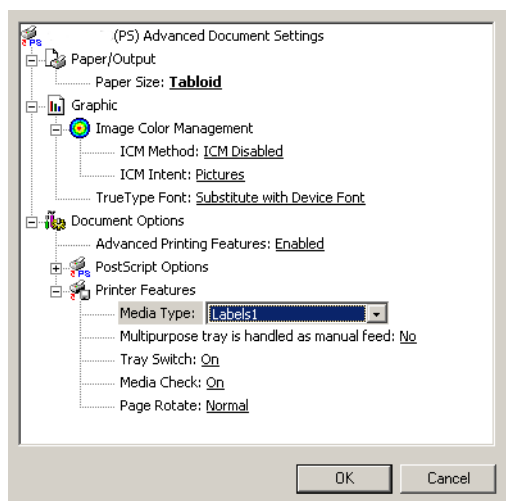 (PS) Advanced Document Settings
Paper/Output
Paper Size: Tabloid
Graphic
Image Color Management
ICM Method: ICM Disabled
ICM Intent: Pictures
TrueType Font: Substitute with Device Font
Document Options
Advanced Printing Features: Enabled
PostScript Options
Printer Features
Media Type: Labels1
Multipurpose tray is handled as manual feed: No
Tray Switch: On
Media Check: On
Page Rotate: Normal
OK Cancel